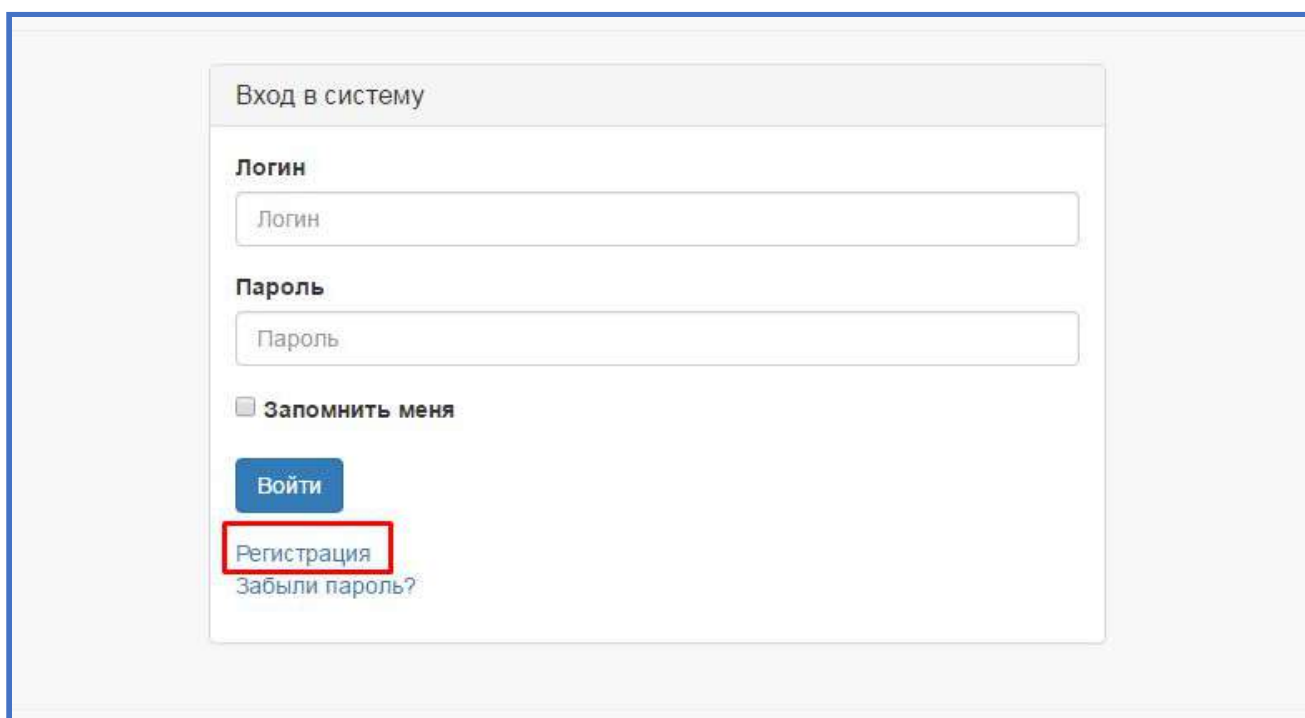 Вход в систему
Логин
Логин
Пароль
Пароль
Запомнить меня
Войти
Регистрация
Забыли пароль?